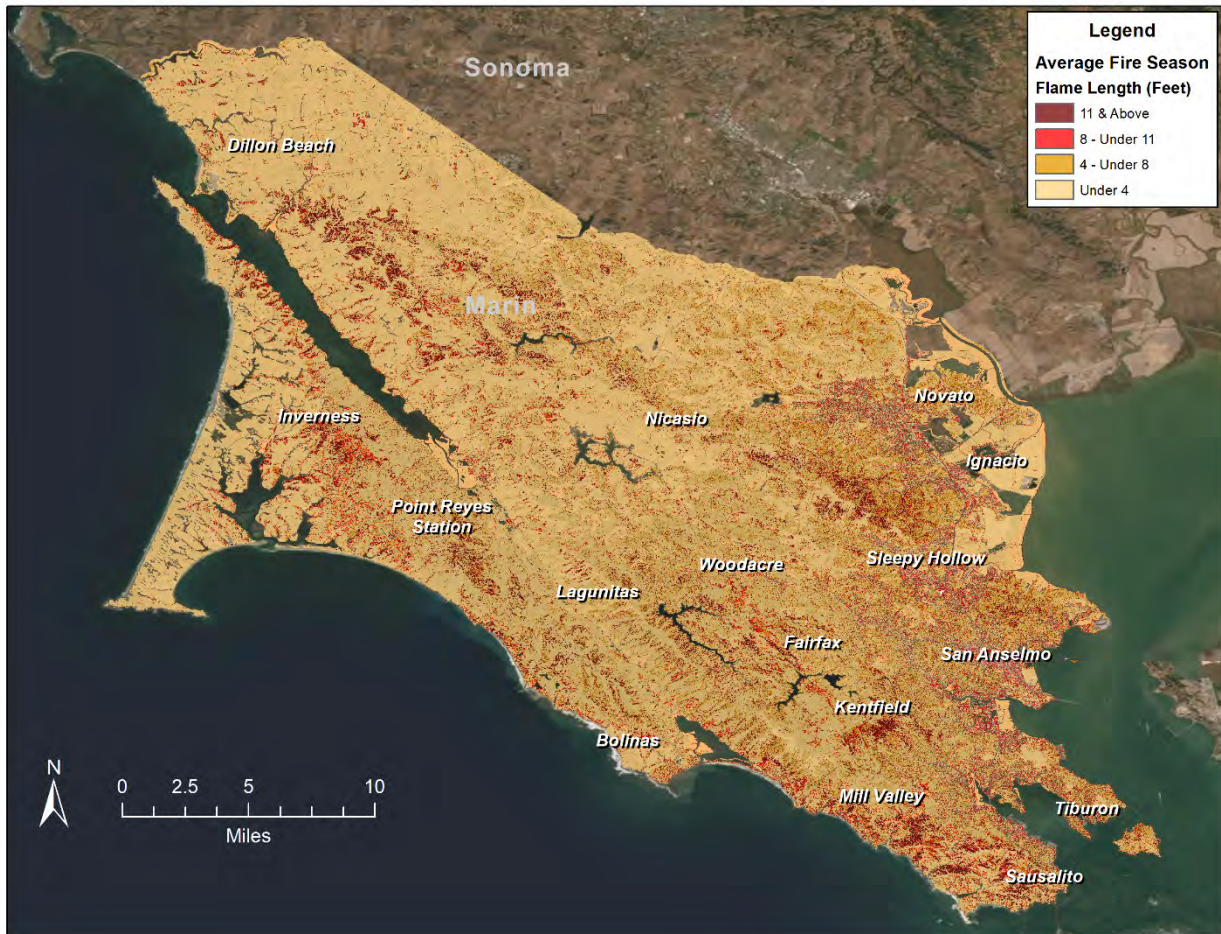 Legend
Average Fire Season
Flame Length (Feet)
11 & Above
8 - Under 11
4 - Under 8
Under 4
Sonoma
Dillon Beach
Marin
Novato
Inverness
Nicasio
Ignacio
Point Reyes
Station
Sleepy Hollow
Woodacre
Lagunitas
Fairfax
San Anselmo
Kentfield
Bolinas
N
0 2.5 5 10
Miles
Mill Valley
Tiburon
Sausalito